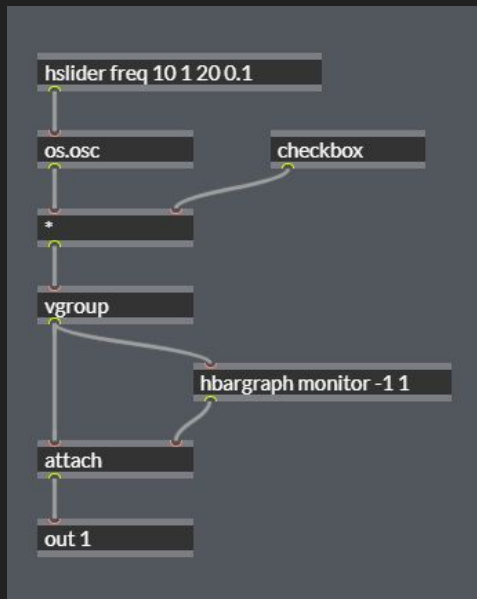 hslider freq 10 1 20 0.1
os.osc
checkbox
*
vgroup
hbargraph monitor -1 1
attach
out 1